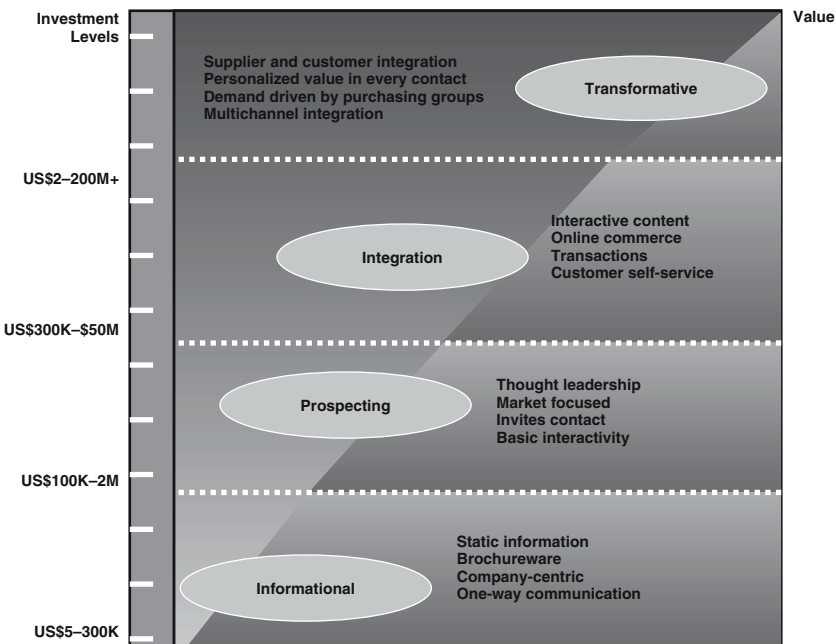 Investment
Levels
Value
Supplier and customer integration
Personalized value in every contact
Demand driven by purchasing groups
Multichannel integration
Transformative
US$2–200M+
Integration
Interactive content
Online commerce
Transactions
Customer self-service
US$300K–$50M
Prospecting
Thought leadership
Market focused
Invites contact
Basic interactivity
US$100K–2M
Informational
Static information
Brochureware
Company-centric
One-way communication
US$5–300K